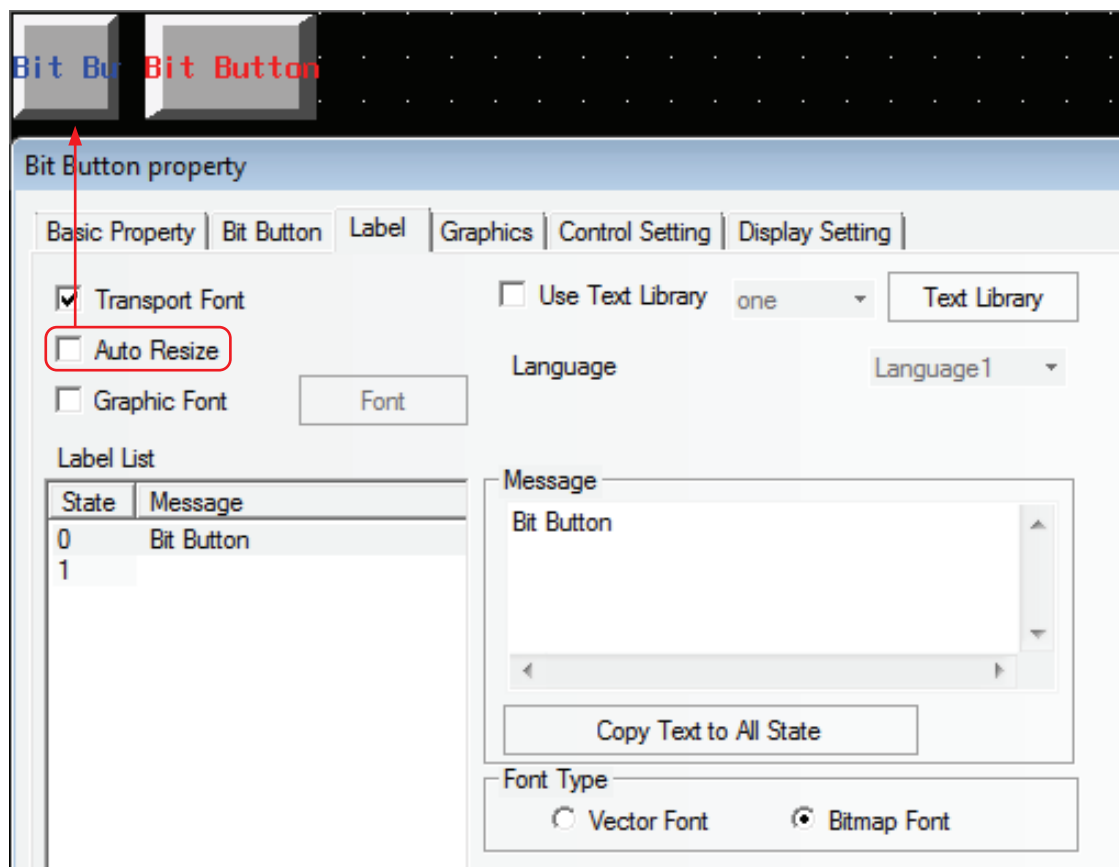 Bit Bu Bit Button
Bit Button property
Basic Property Bit Button Label Graphics Control Setting Display Setting
Transport Font Use Text Library one Text Library
Auto Resize
Language Language1
Graphic Font Font
Label List
Message
State Message
Bit Button
0 Bit Button
1
Copy Text to All State
Font Type
Vector Font Bitmap Font